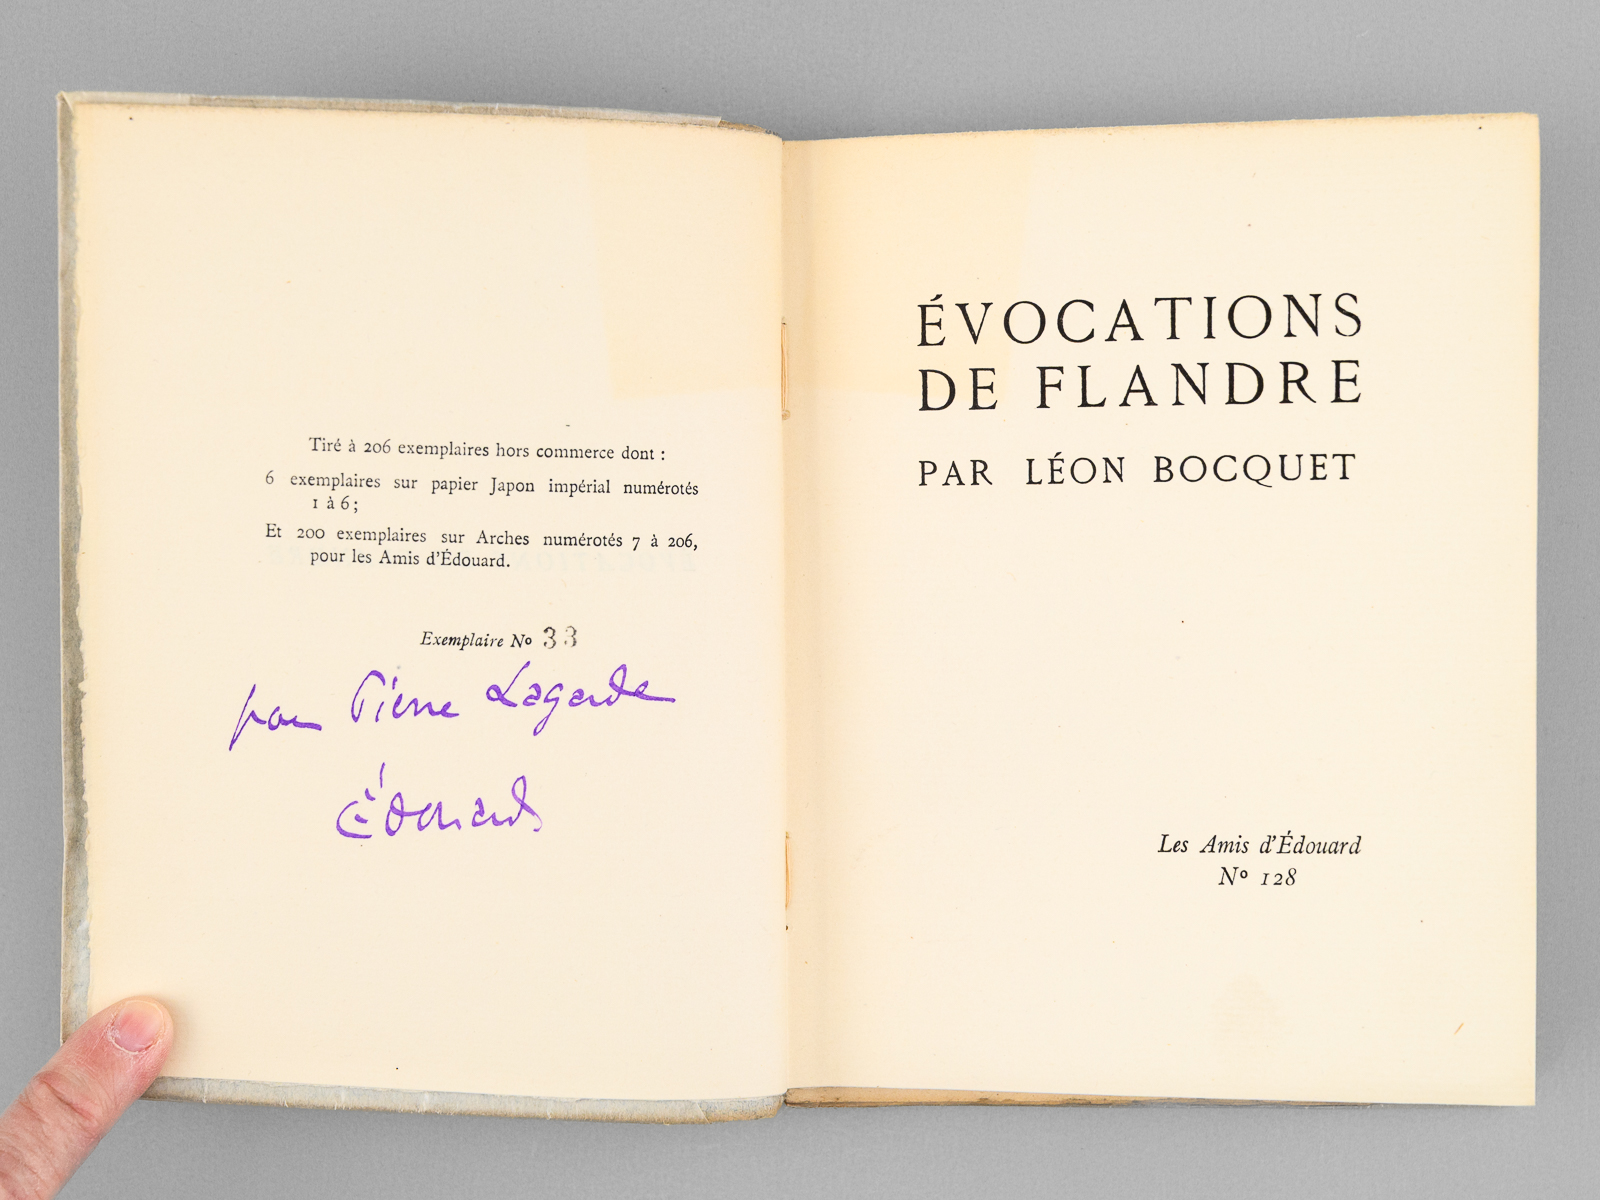 Tiré à 206 exemplaires hors commerce dont :
6 exemplaires sur papier Japon impérial numérotés
1 à 6 ;
Et 200 exemplaires sur Arches numérotés 7 à 206,
pour les Amis d'Édouard.
Exemplaire Nº 33
pour Pierre Lagarde
Édouard
ÉVOCATIONS
DE FLANDRE
PAR LÉON BOCQUET
Les Amis d'Édouard
Nº 128